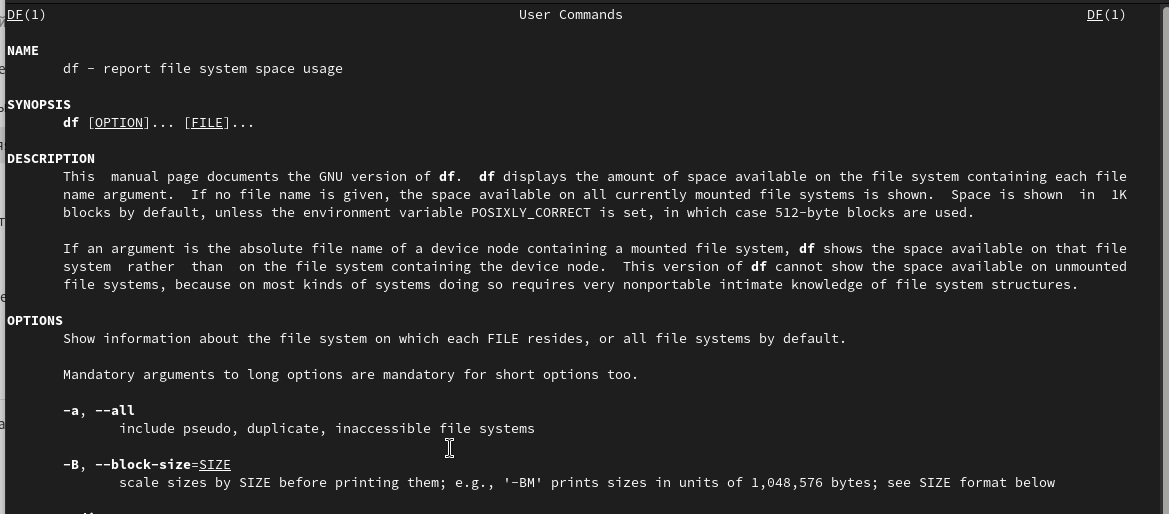 DF(1) User Commands DF(1)
NAME
df - report file system space usage
SYNOPSIS
df [OPTION]... [FILE]...
DESCRIPTION
This  manual page documents the GNU version of df.  df displays the amount of space available on the file system containing each file
name argument.  If no file name is given, the space available on all currently mounted file systems is shown.  Space is shown  in  1K
blocks by default, unless the environment variable POSIXLY_CORRECT is set, in which case 512-byte blocks are used.
If an argument is the absolute file name of a device node containing a mounted file system, df shows the space available on that file
system  rather  than  on the file system containing the device node.  This version of df cannot show the space available on unmounted
file systems, because on most kinds of systems doing so requires very nonportable intimate knowledge of file system structures.
OPTIONS
Show information about the file system on which each FILE resides, or all file systems by default.
Mandatory arguments to long options are mandatory for short options too.
-a, --all
include pseudo, duplicate, inaccessible file systems
-B, --block-size=SIZE
scale sizes by SIZE before printing them; e.g., '-BM' prints sizes in units of 1,048,576 bytes; see SIZE format below